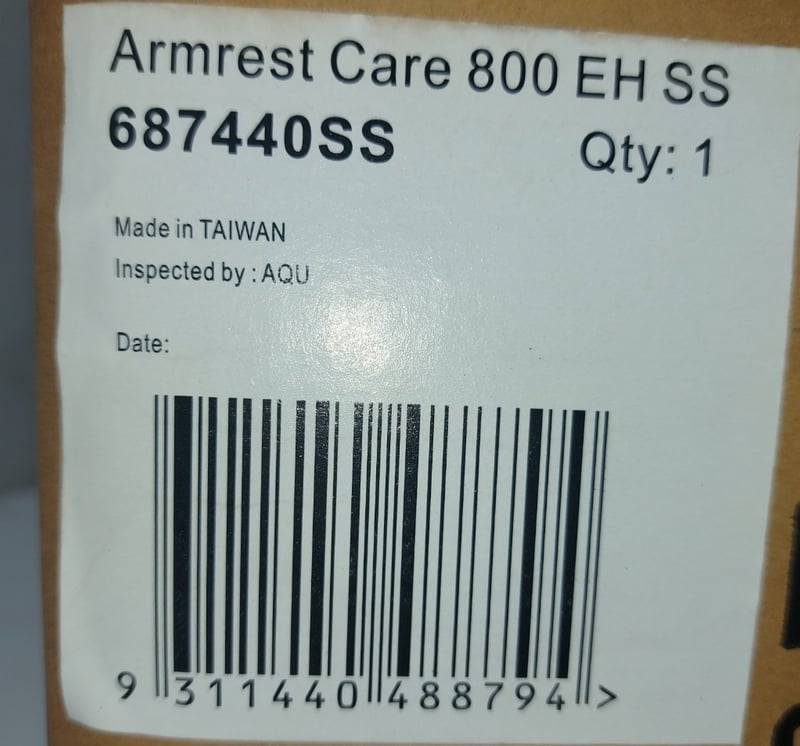 Armrest Care 800 EH SS
687440SS Qty: 1
Made in TAIWAN
Inspected by : AQU
Date:
9 311440 488794 >